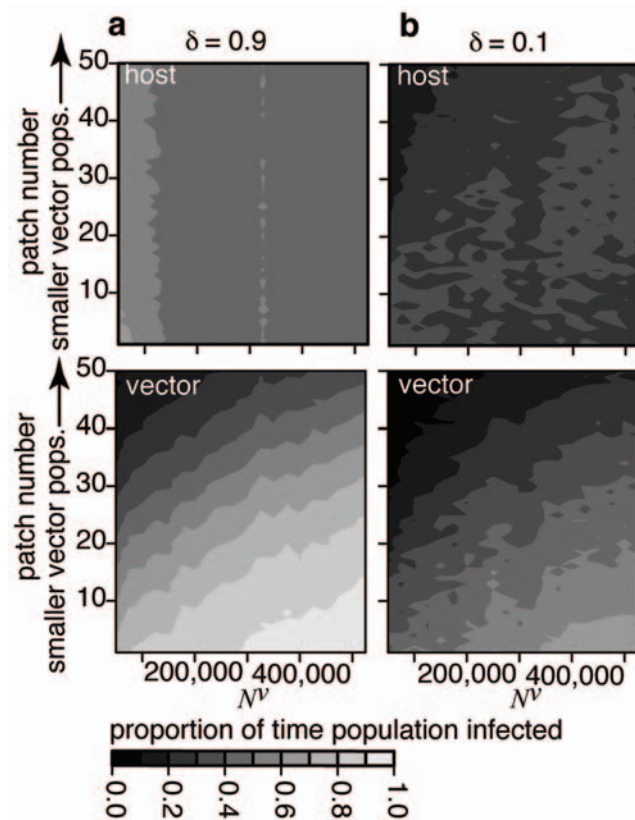 a
b
δ = 0.9
δ = 0.1
host
host
50
40
30
20
10
patch number
smaller vector pops.
vector
vector
50
40
30
20
10
patch number
smaller vector pops.
200,000 400,000
200,000 400,000
Nv
Nv
proportion of time population infected
0.0 0.2 0.4 0.6 0.8 1.0